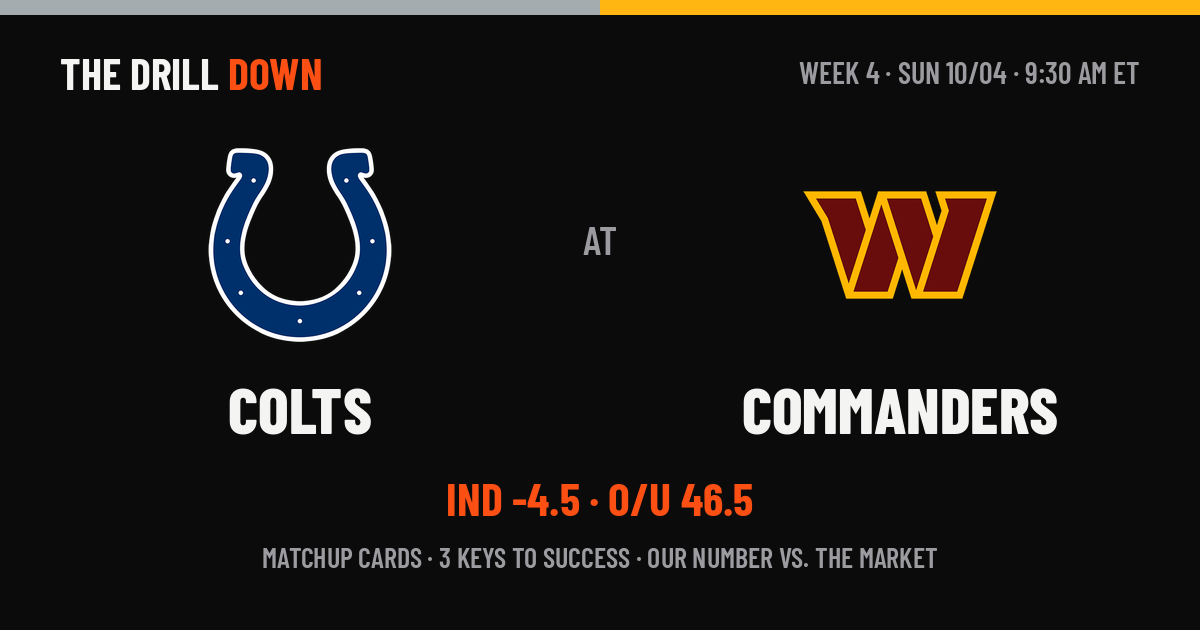 THE DRILL DOWN
WEEK 4 · SUN 10/04 · 9:30 AM ET
AT
W
COLTS
COMMANDERS
IND -4.5 · O/U 46.5
MATCHUP CARDS · 3 KEYS TO SUCCESS · OUR NUMBER VS. THE MARKET